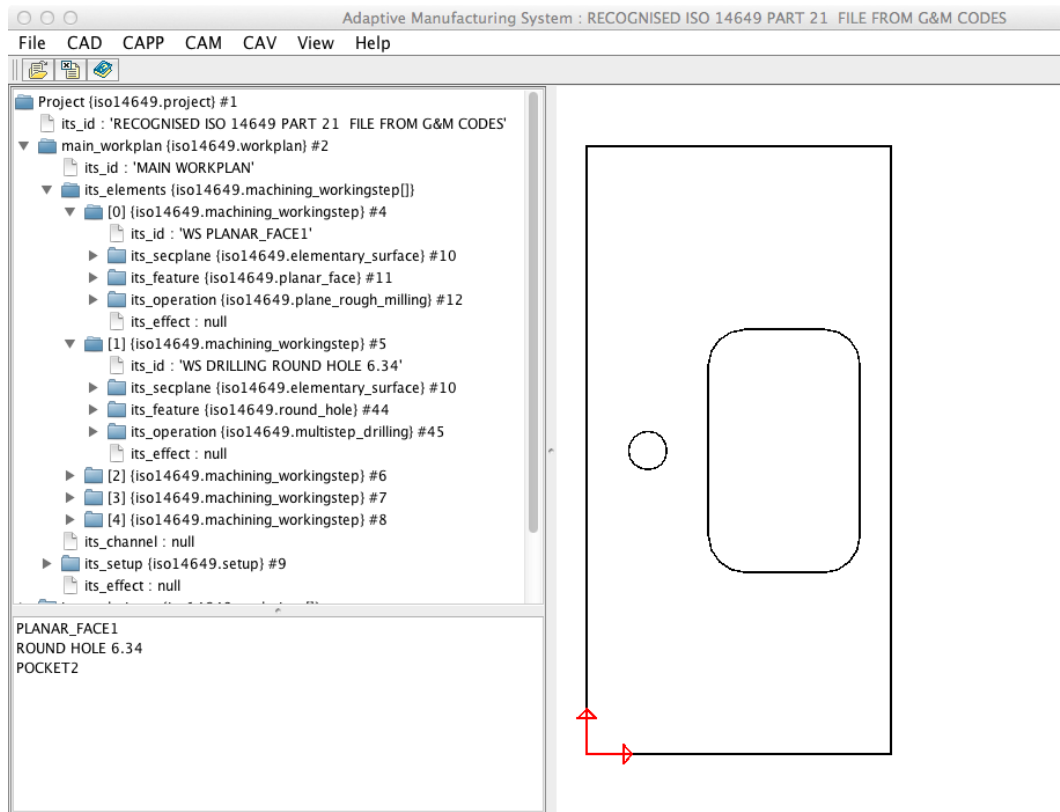 Adaptive Manufacturing System : RECOGNISED ISO 14649 PART 21  FILE FROM G&M CODES
File CAD CAPP CAM CAV View Help
Project {iso14649.project} #1
its_id : 'RECOGNISED ISO 14649 PART 21  FILE FROM G&M CODES'
main_workplan {iso14649.workplan} #2
its_id : 'MAIN WORKPLAN'
its_elements {iso14649.machining_workingstep[]}
[0] {iso14649.machining_workingstep} #4
its_id : 'WS PLANAR_FACE1'
its_secplane {iso14649.elementary_surface} #10
its_feature {iso14649.planar_face} #11
its_operation {iso14649.plane_rough_milling} #12
its_effect : null
[1] {iso14649.machining_workingstep} #5
its_id : 'WS DRILLING ROUND HOLE 6.34'
its_secplane {iso14649.elementary_surface} #10
its_feature {iso14649.round_hole} #44
its_operation {iso14649.multistep_drilling} #45
its_effect : null
[2] {iso14649.machining_workingstep} #6
[3] {iso14649.machining_workingstep} #7
[4] {iso14649.machining_workingstep} #8
its_channel : null
its_setup {iso14649.setup} #9
its_effect : null
PLANAR_FACE1
ROUND HOLE 6.34
POCKET2